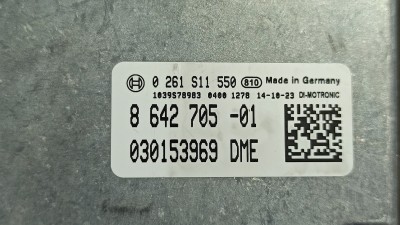 0 261 S11 550 810 Made in Germany
1039S78983 0400 1278 14-10-23 DI-MOTRONIC
8 642 705 -01
030153969 DME